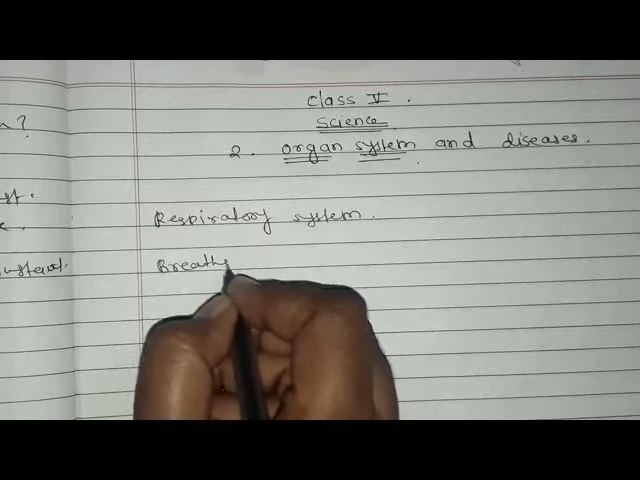 Class V.
Science
2. organ system and diseases.
Respiratory system.
Breath